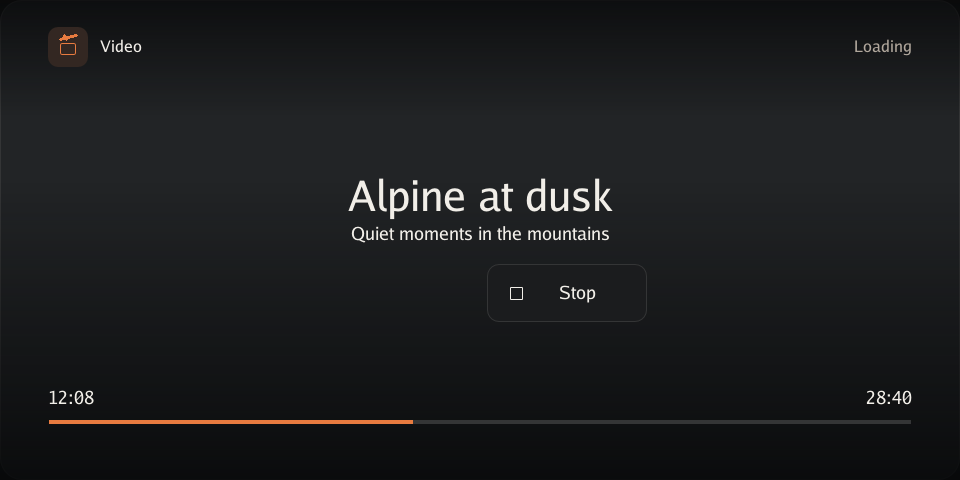 Video
Loading
Alpine at dusk
Quiet moments in the mountains
Stop
12:08
28:40